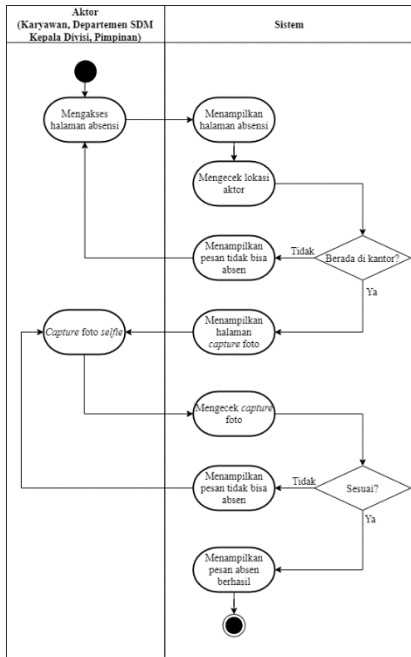 Aktor
(Karyawan, Departemen SDM
Kepala Divisi, Pimpinan)
Sistem
Mengakses
halaman absensi
Menampilkan
halaman absensi
Mengecek lokasi
aktor
Berada di kantor?
Tidak
Menampilkan
pesan tidak bisa
absen
Ya
Menampilkan
halaman
capture foto
Capture foto selfie
Mengecek capture
foto
Sesuai?
Tidak
Menampilkan
pesan tidak bisa
absen
Ya
Menampilkan
pesan absen
berhasil